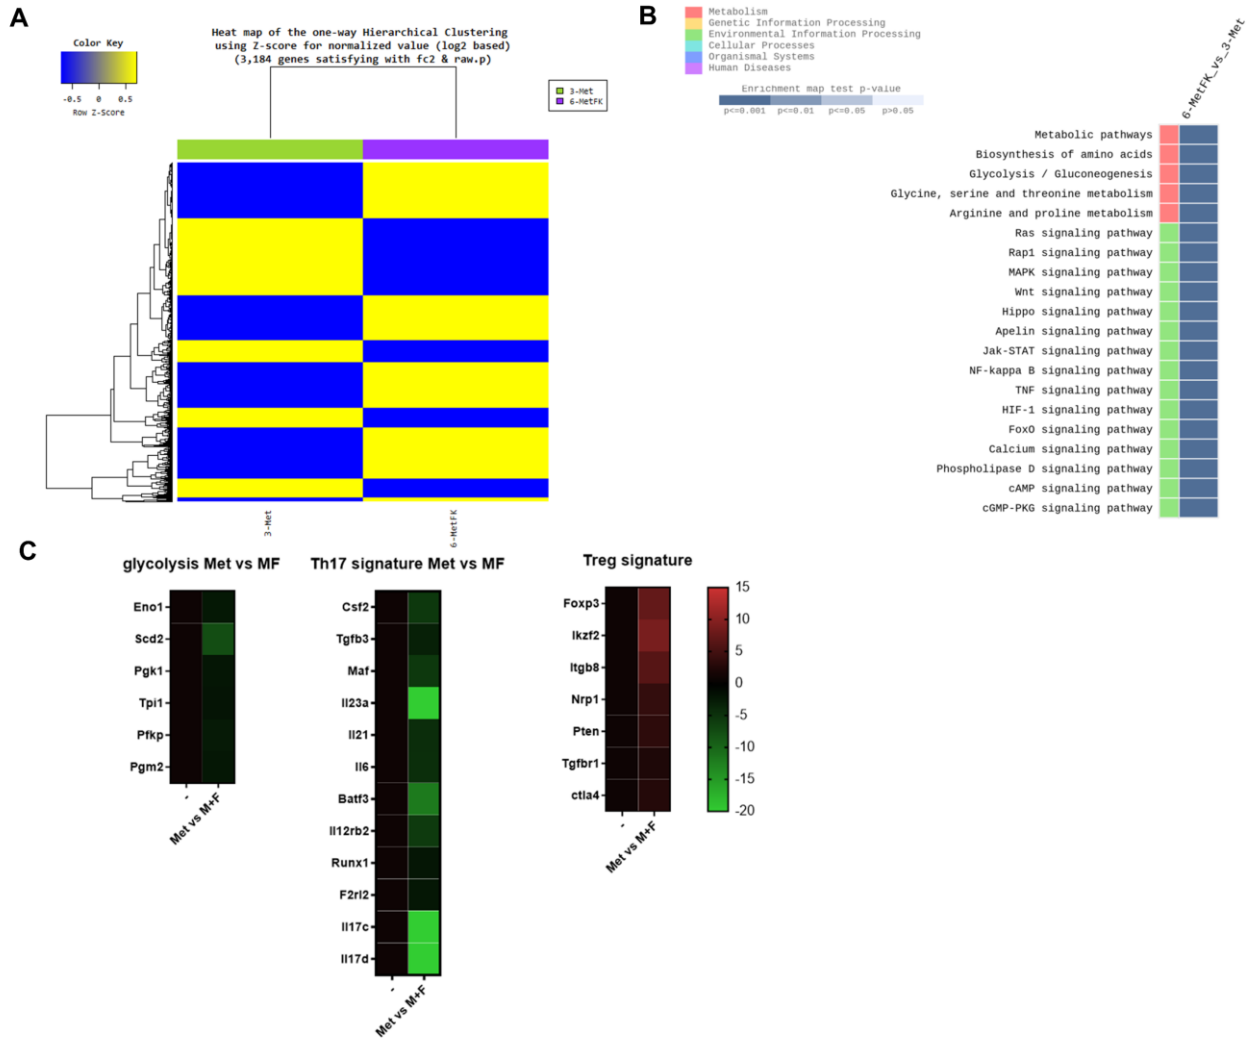 A
Heat map of the one-way Hierarchical Clustering
using Z-score for normalized value (log2 based)
(3,184 genes satisfying with fc2 & raw.p)
Color Key
-0.5 0 0.5
Row Z-Score
3-Met
6-MetFK
3-Met
6-MetFK
B
Metabolism
Genetic Information Processing
Environmental Information Processing
Cellular Processes
Organismal Systems
Human Diseases
Enrichment map test p-value
p<=0.001 p<=0.01 p<=0.05 p>0.05
6-MetFK_vs_3-Met
Metabolic pathways
Biosynthesis of amino acids
Glycolysis / Gluconeogenesis
Glycine, serine and threonine metabolism
Arginine and proline metabolism
Ras signaling pathway
Rap1 signaling pathway
MAPK signaling pathway
Wnt signaling pathway
Hippo signaling pathway
Apelin signaling pathway
Jak-STAT signaling pathway
NF-kappa B signaling pathway
TNF signaling pathway
HIF-1 signaling pathway
FoxO signaling pathway
Calcium signaling pathway
Phospholipase D signaling pathway
cAMP signaling pathway
cGMP-PKG signaling pathway
C
glycolysis Met vs MF
Eno1
Scd2
Pgk1
Tpi1
Pfkp
Pgm2
-
Met vs M+F
Th17 signature Met vs MF
Csf2
Tgfb3
Maf
Il23a
Il21
Il6
Batf3
Il12rb2
Runx1
F2rl2
Il17c
Il17d
-
Met vs M+F
Treg signature
Foxp3
Ikzf2
Itgb8
Nrp1
Pten
Tgfbr1
ctla4
-
Met vs M+F
15
10
5
0
-5
-10
-15
-20